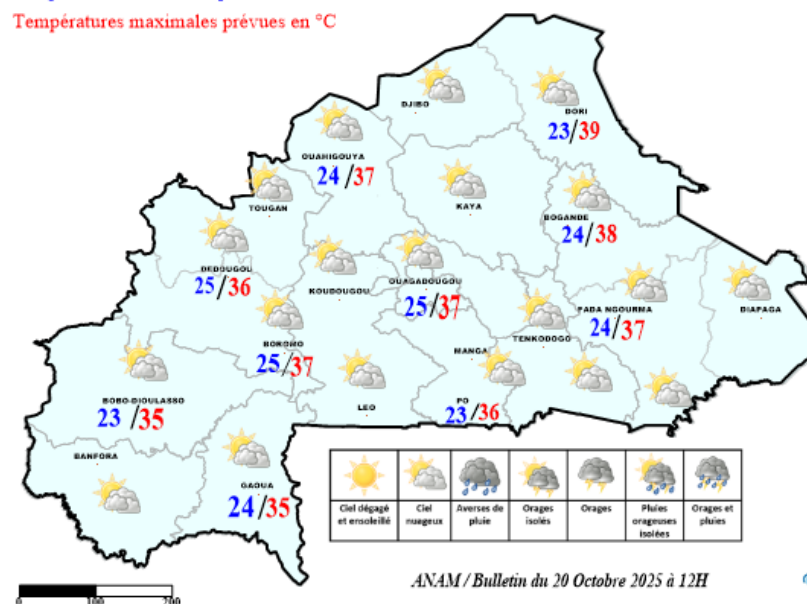 Températures maximales prévues en °C
DJIBO
DORI
23/39
OUAHIGOUYA
24/37
TOUGAN
KAYA
BOGANDE
24/38
DEDOUGOU
25/36
KOUDOUGOU
OUAGADOUGOU
25/37
FADA NGOURMA
24/37
DIAPAGA
TENKODOGO
BOROMO
25/37
MANGA
BOBO-DIOULASSO
23/35
LEO
PO
23/36
BANFORA
GAOUA
24/35
Ciel dégagé
et ensoleillé
Ciel
nuageux
Averses de
pluie
Orages
isolés
Orages
Pluies
orageuses
isolées
Orages et
pluies
ANAM / Bulletin du 20 Octobre 2025 à 12H
0 100 200